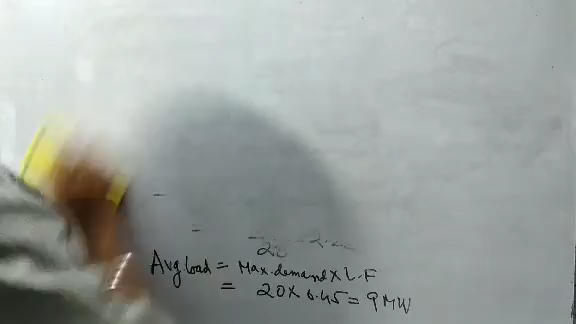 Avg load = Max.demand X L.F
= 20 X 0.45 = 9 MW